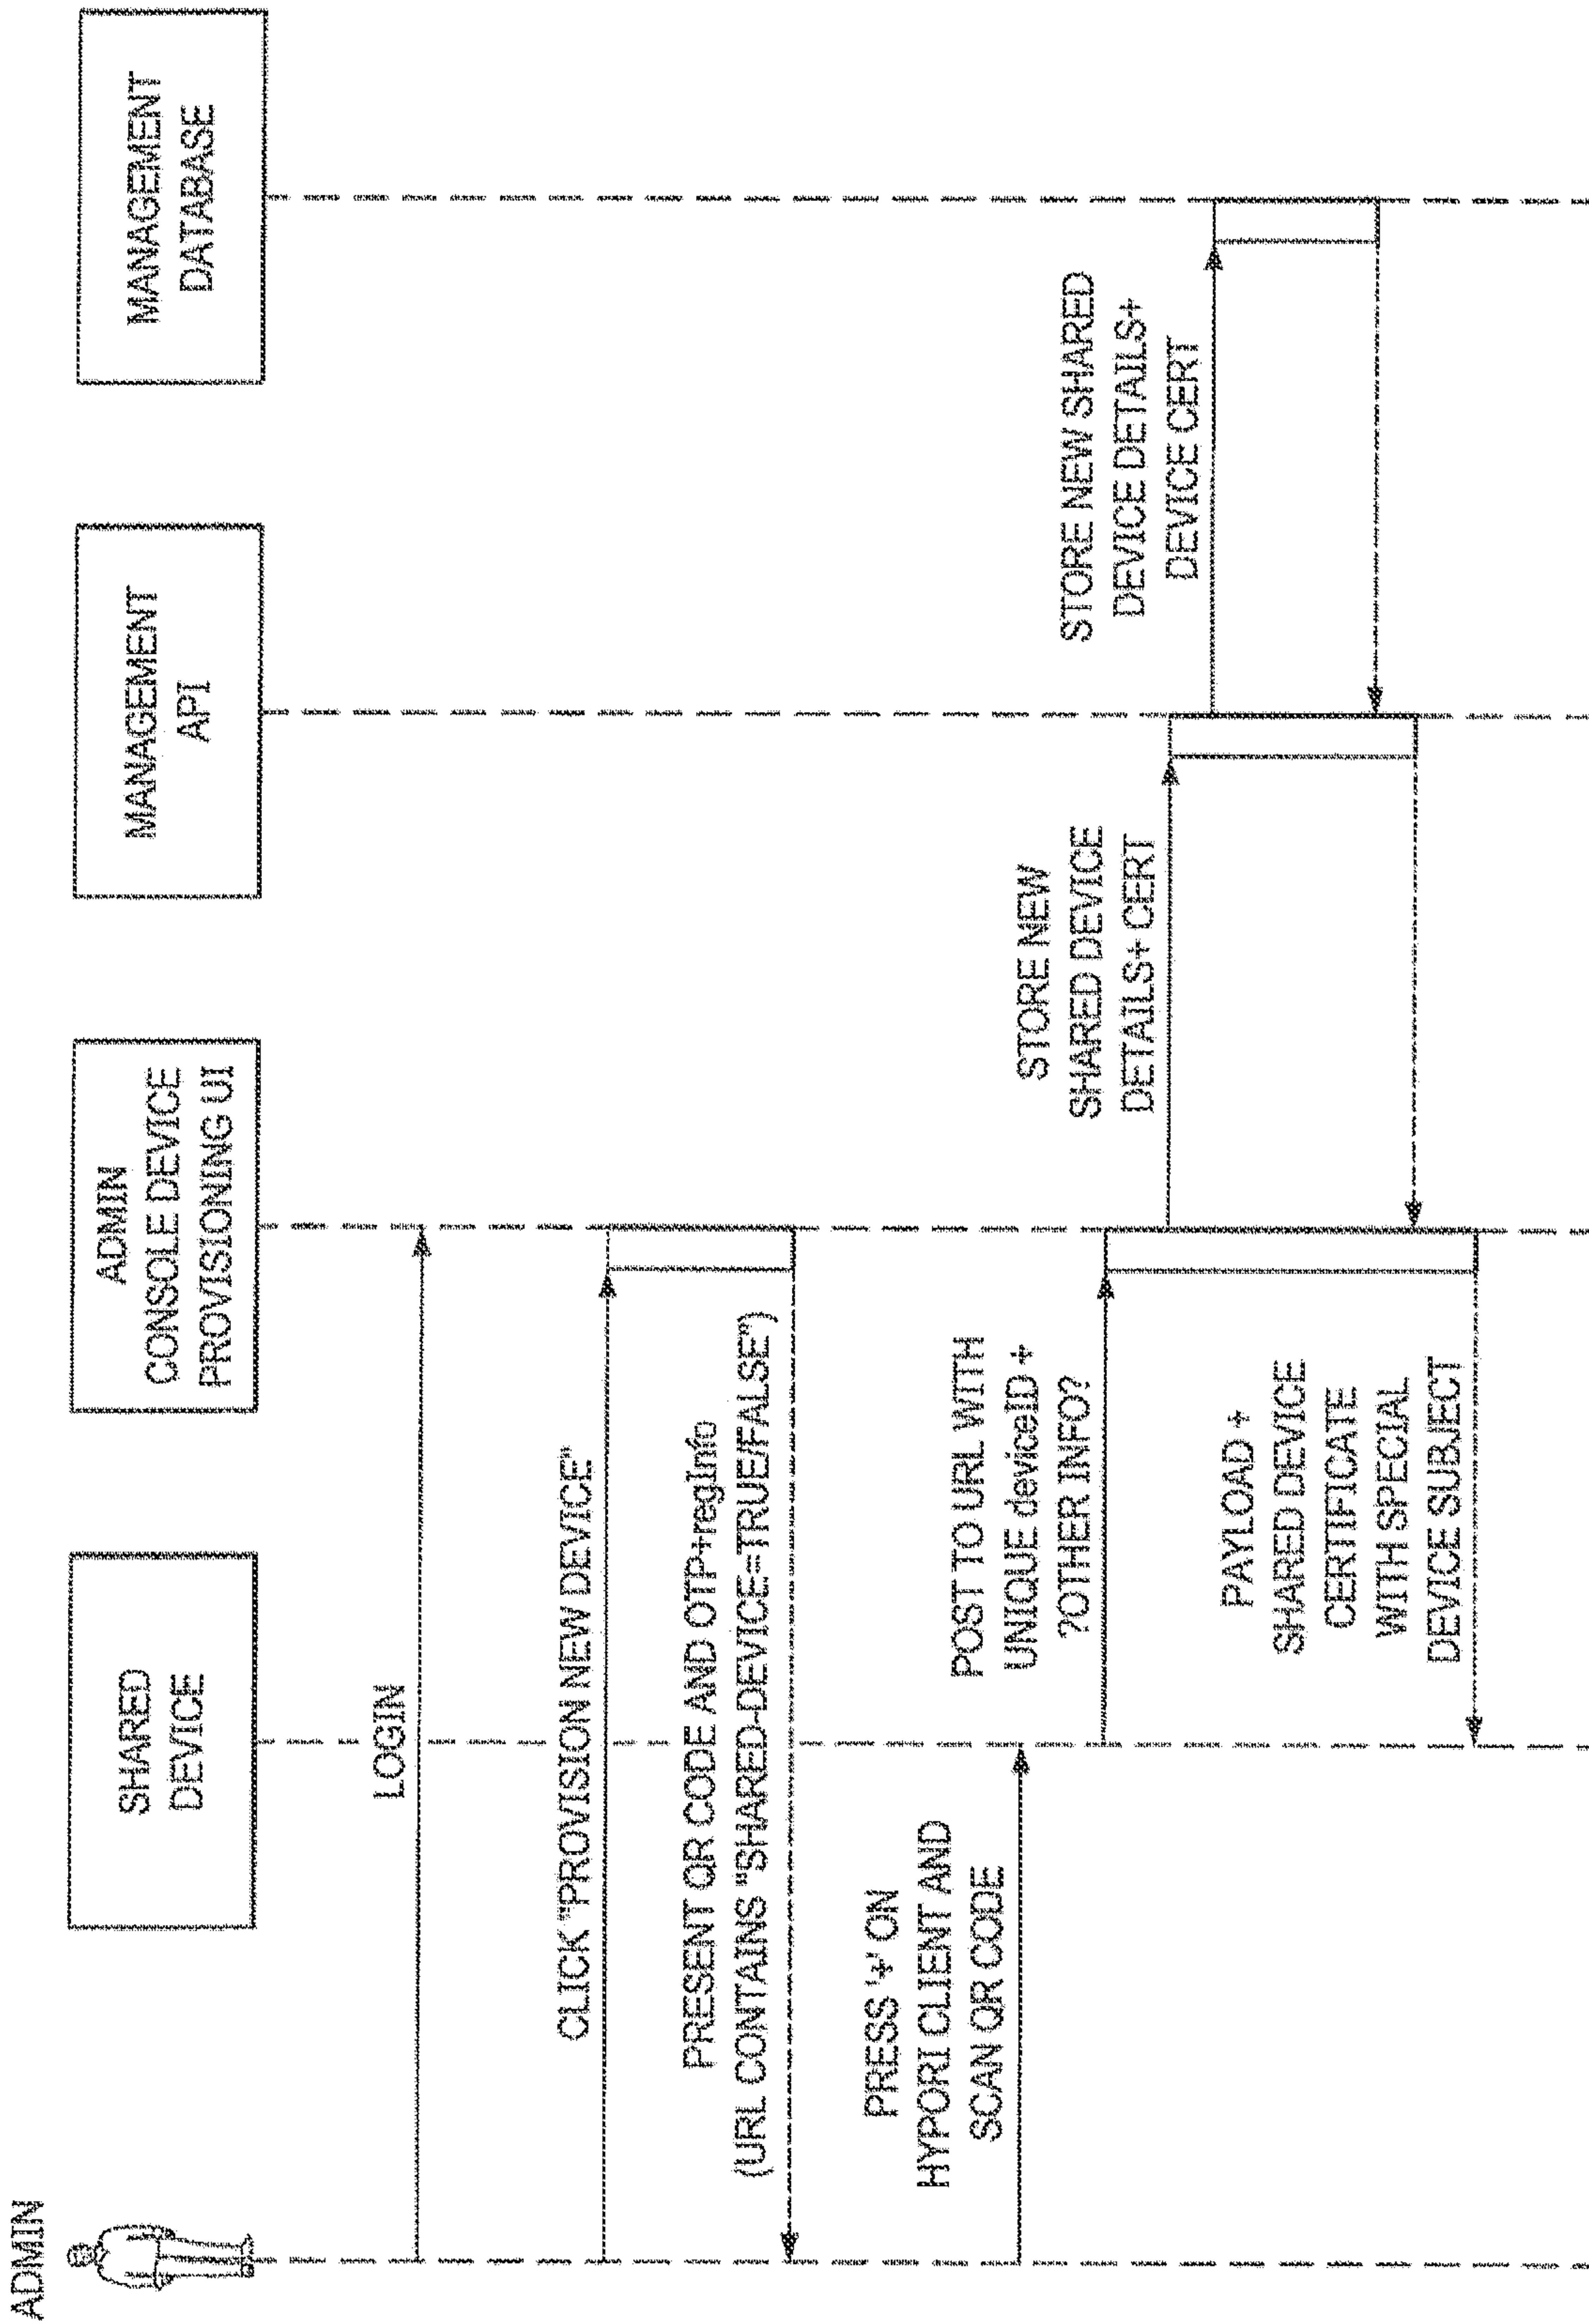 ADMIN
SHARED
DEVICE
ADMIN
CONSOLE DEVICE
PROVISIONING UI
MANAGEMENT
API
MANAGEMENT
DATABASE
LOGIN
CLICK "PROVISION NEW DEVICE"
PRESENT QR CODE AND OTP+regInfo
(URL CONTAINS "SHARED-DEVICE=TRUE/FALSE")
PRESS '+' ON
HYPORI CLIENT AND
SCAN QR CODE
POST TO URL WITH
UNIQUE deviceID +
?OTHER INFO?
STORE NEW
SHARED DEVICE
DETAILS+ CERT
STORE NEW SHARED
DEVICE DETAILS+
DEVICE CERT
PAYLOAD +
SHARED DEVICE
CERTIFICATE
WITH SPECIAL
DEVICE SUBJECT